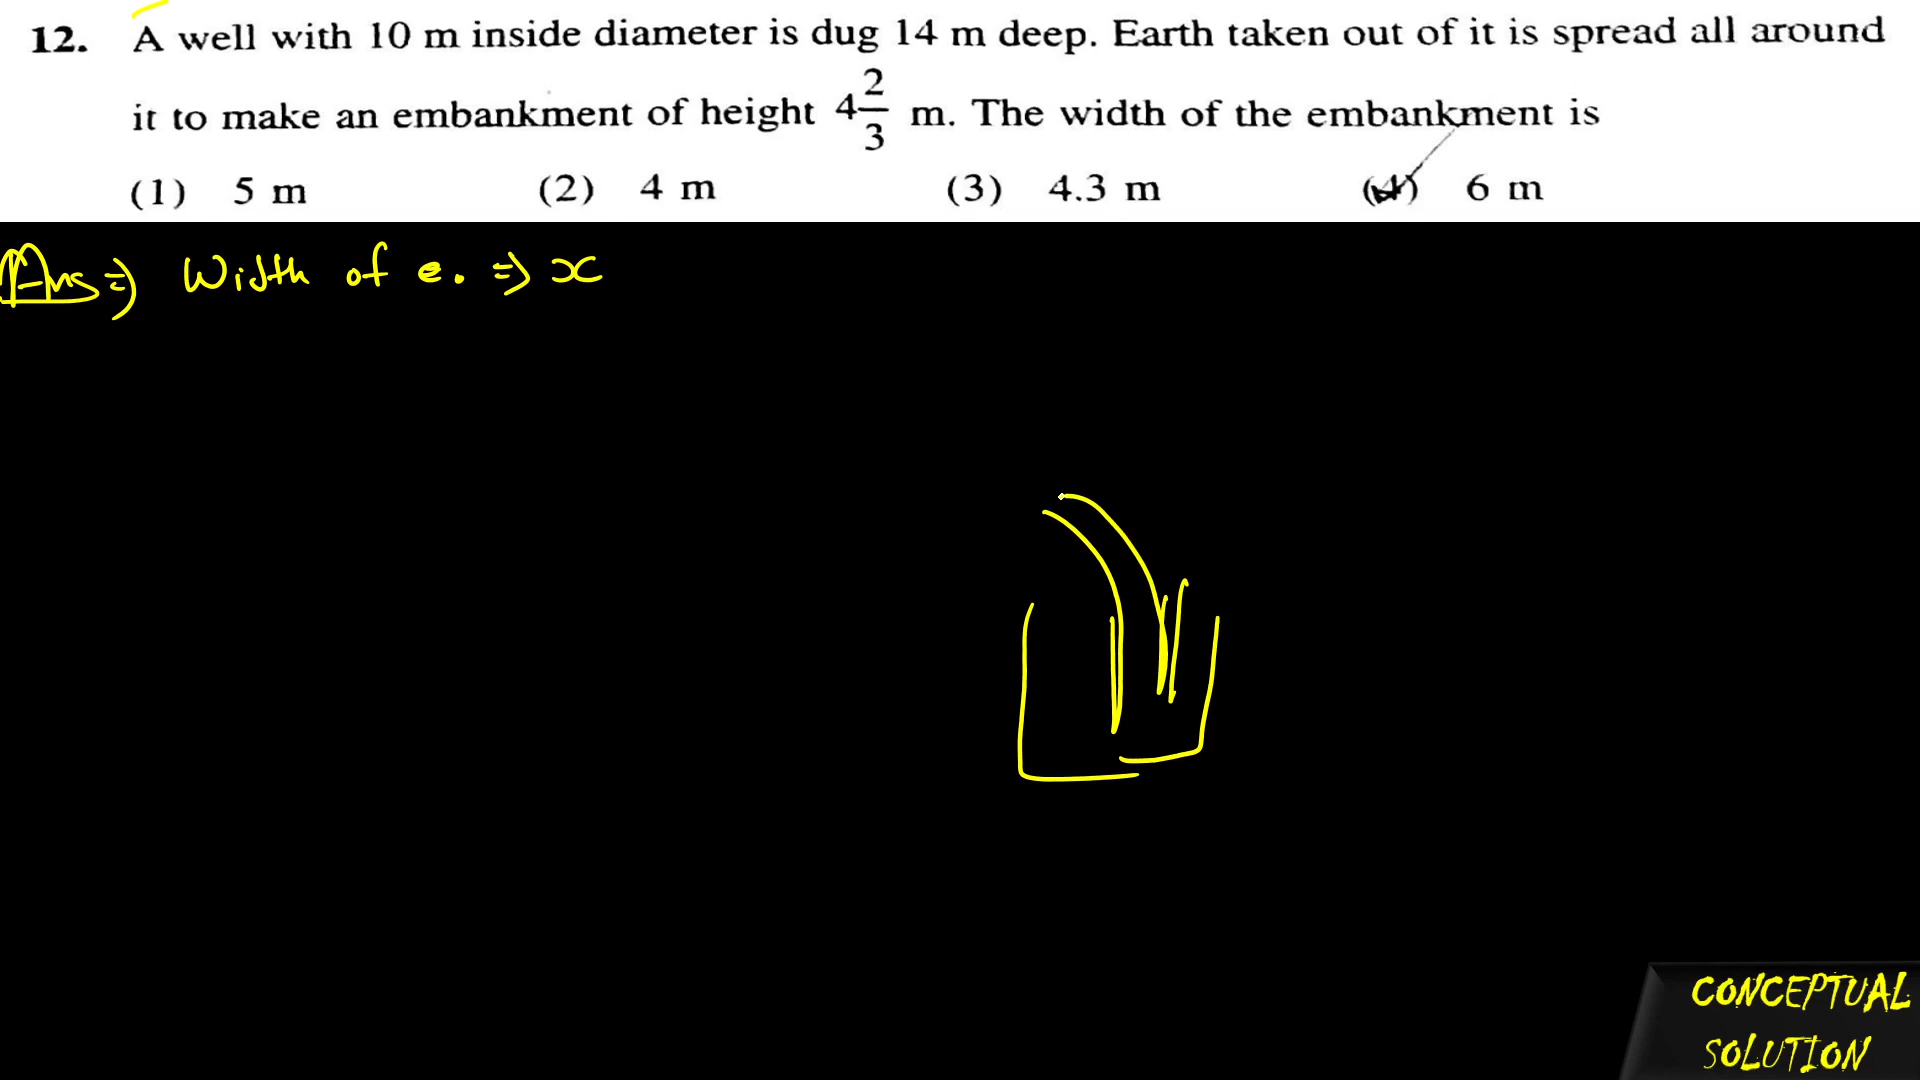 12. A well with 10 m inside diameter is dug 14 m deep. Earth taken out of it is spread all around
it to make an embankment of height 4 2/3 m. The width of the embankment is
(1) 5 m (2) 4 m (3) 4.3 m (4) 6 m
Ans ⇒) Width of e. ⇒ x
CONCEPTUAL
SOLUTION